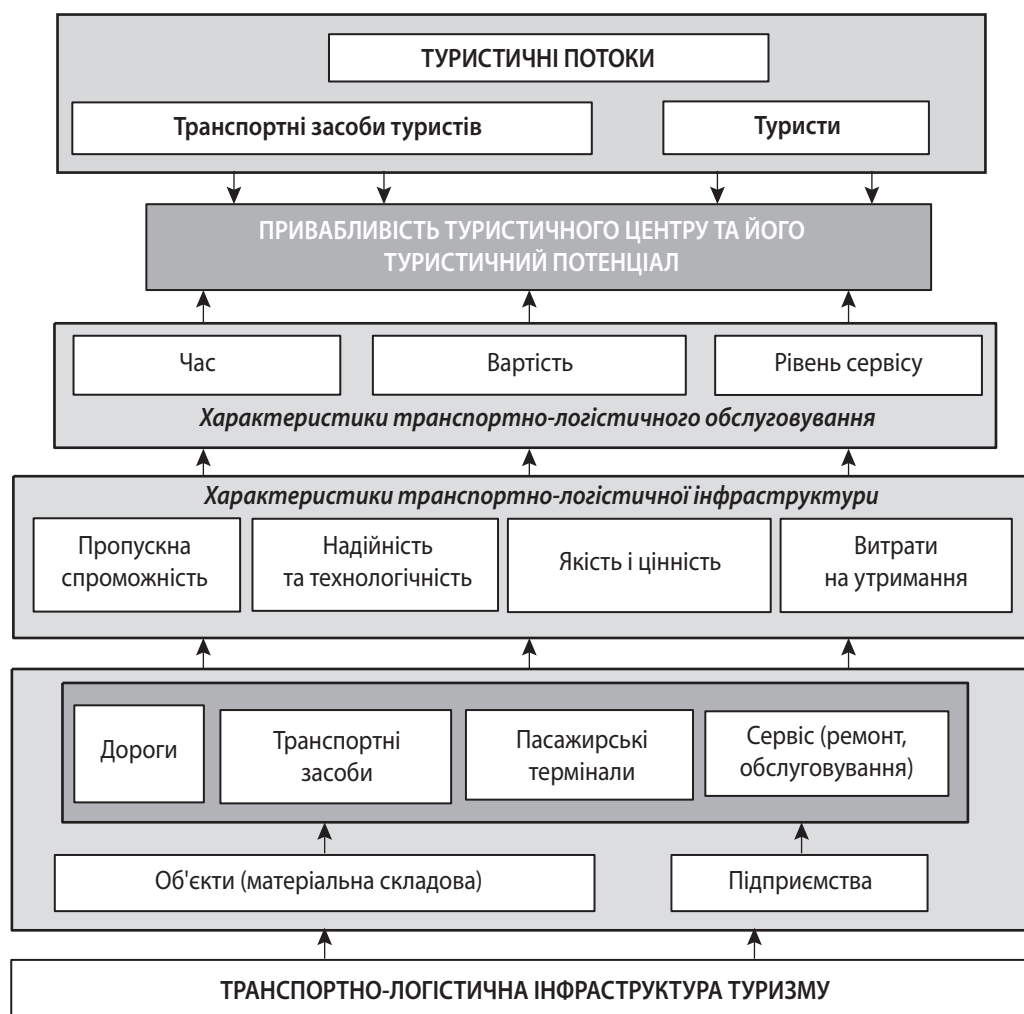 ТУРИСТИЧНІ ПОТОКИ
Транспортні засоби туристів
Туристи
ПРИВАБЛИВІСТЬ ТУРИСТИЧНОГО ЦЕНТРУ ТА ЙОГО
ТУРИСТИЧНИЙ ПОТЕНЦІАЛ
Час
Вартість
Рівень сервісу
Характеристики транспортно-логістичного обслуговування
Характеристики транспортно-логістичної інфраструктури
Пропускна
спроможність
Надійність
та технологічність
Якість і цінність
Витрати
на утримання
Дороги
Транспортні
засоби
Пасажирські
термінали
Сервіс (ремонт,
обслуговування)
Об'єкти (матеріальна складова)
Підприємства
ТРАНСПОРТНО-ЛОГІСТИЧНА ІНФРАСТРУКТУРА ТУРИЗМУ